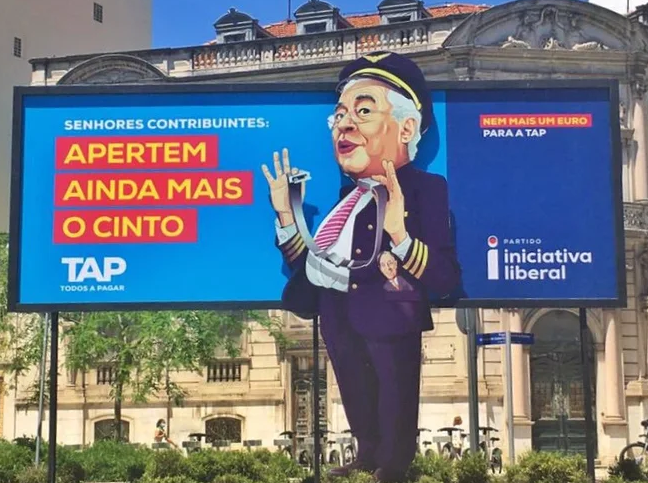 SENHORES CONTRIBUINTES:
APERTEM
AINDA MAIS
O CINTO
TAP
TODOS A PAGAR
NEM MAIS UM EURO
PARA A TAP
PARTIDO
iniciativa
liberal